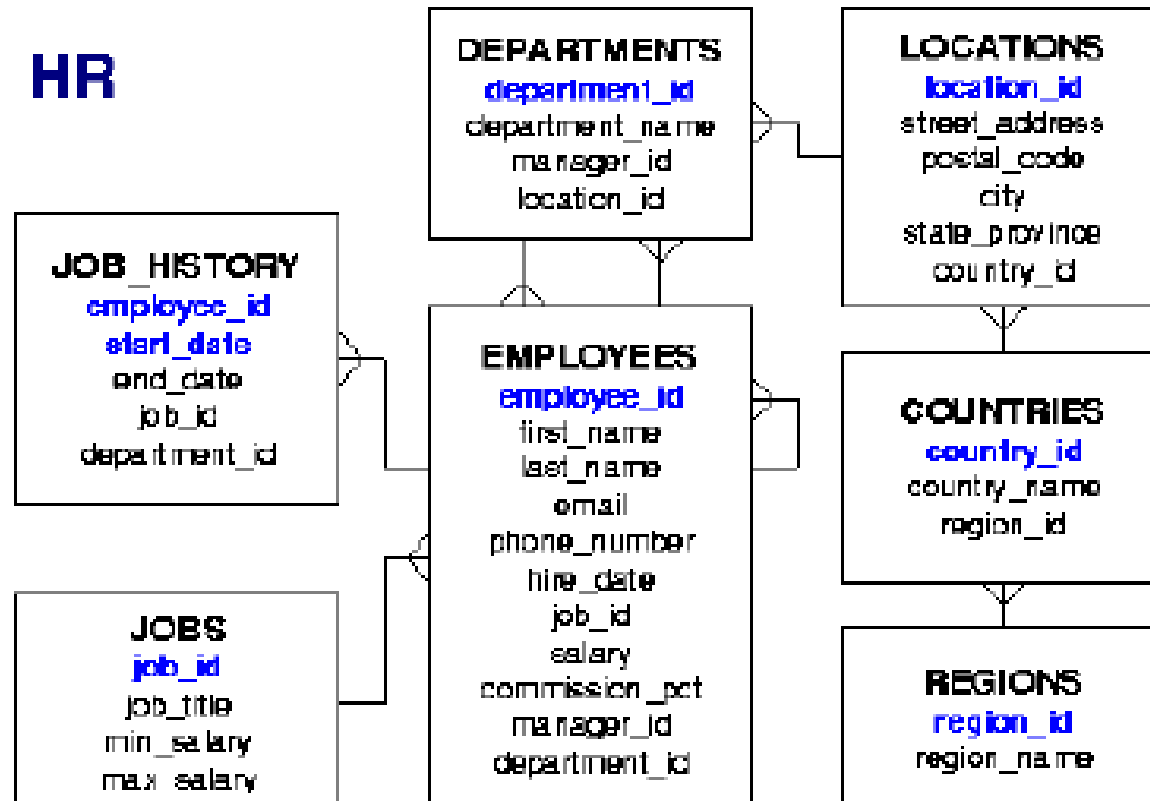 HR
DEPARTMENTS
department_id
department_name
manager_id
location_id
LOCATIONS
location_id
street_address
postal_code
city
state_province
country_id
JOB_HISTORY
employee_id
start_date
end_date
job_id
department_id
EMPLOYEES
employee_id
first_name
last_name
email
phone_number
hire_date
job_id
salary
commission_pct
manager_id
department_id
COUNTRIES
country_id
country_name
region_id
JOBS
job_id
job_title
min_salary
max_salary
REGIONS
region_id
region_name